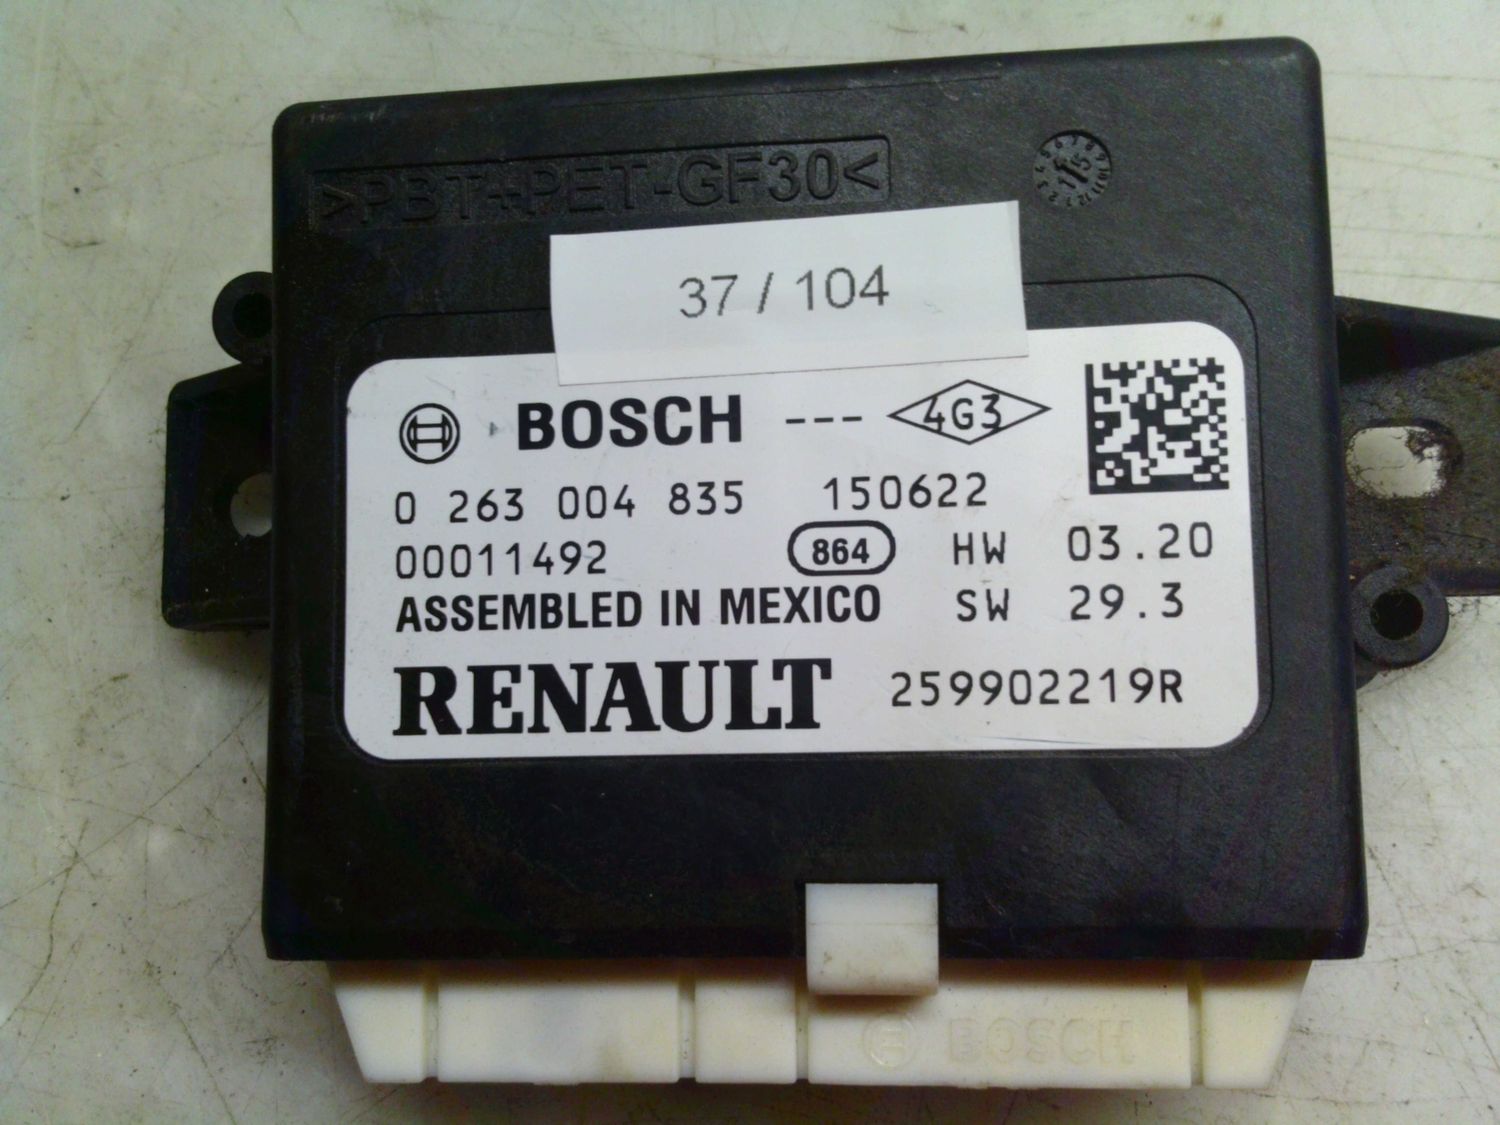 >PBT+PET-GF30<
37 / 104
BOSCH --- 4G3
0 263 004 835 150622
00011492 864 HW 03.20
ASSEMBLED IN MEXICO SW 29.3
RENAULT 259902219R
BOSCH